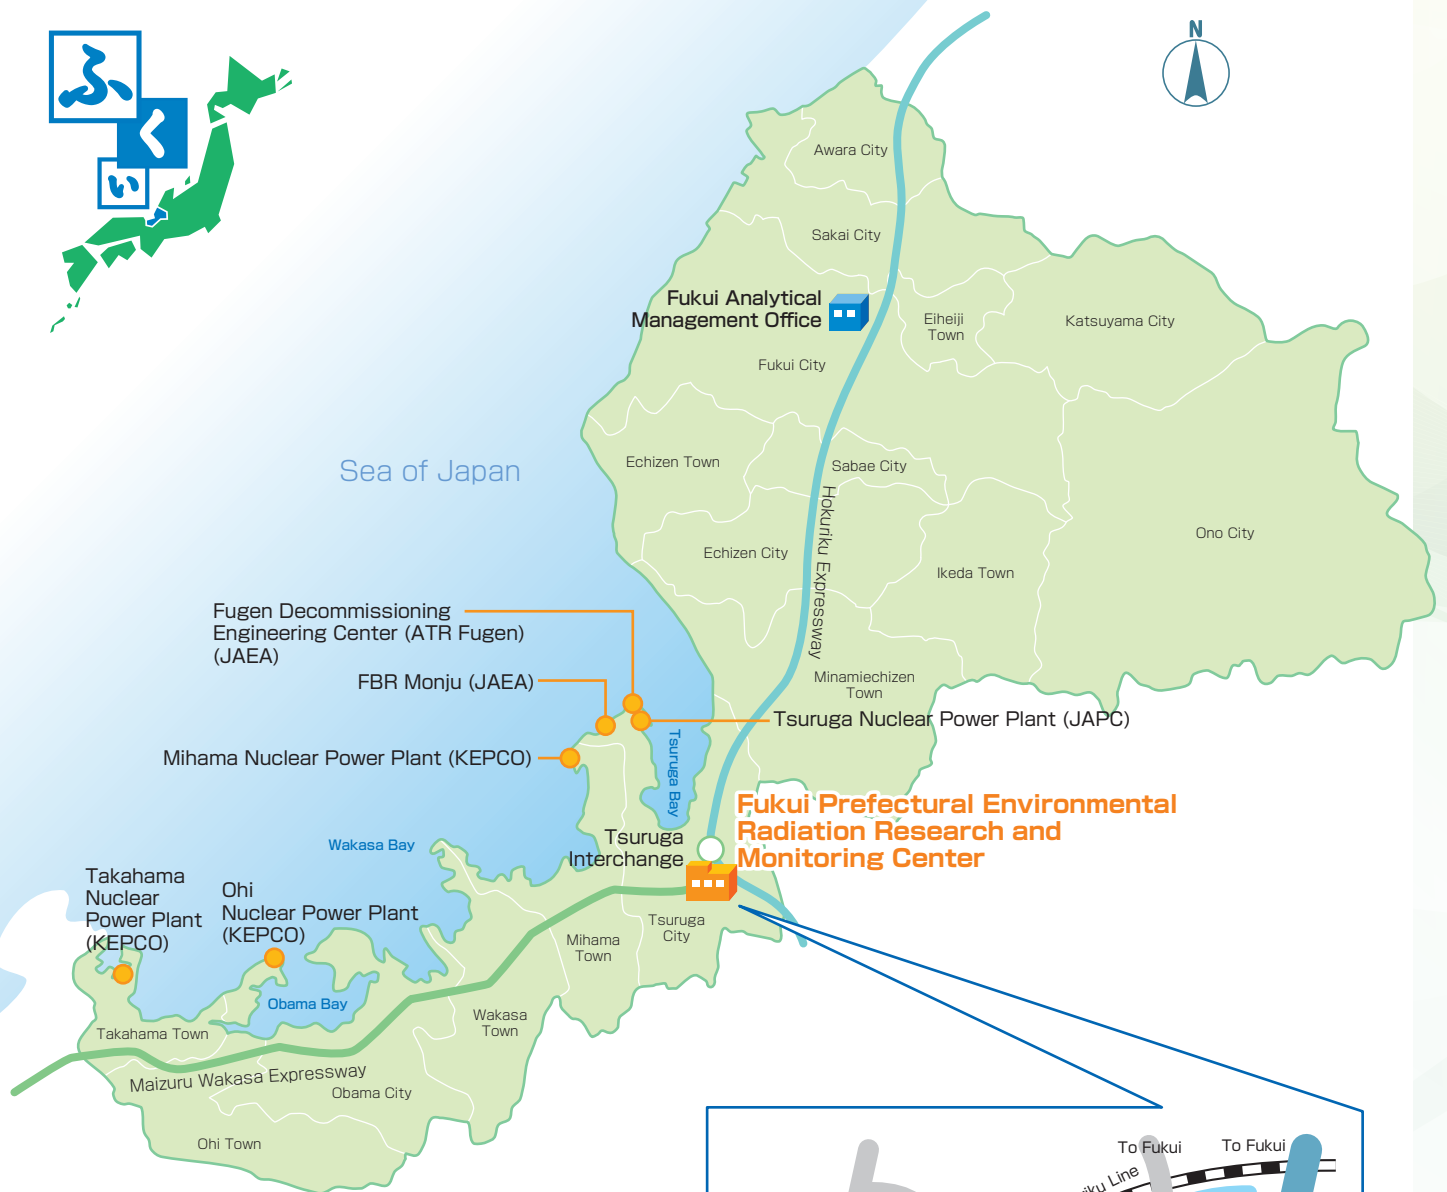 ふ
く
い
N
Awara City
Sakai City
Fukui Analytical
Management Office
Eiheiji
Town
Katsuyama City
Fukui City
Echizen Town
Sabae City
Sea of Japan
Hokuriku Expressway
Echizen City
Ono City
Ikeda Town
Fugen Decommissioning
Engineering Center (ATR Fugen)
(JAEA)
FBR Monju (JAEA)
Minamiechizen
Town
Tsuruga Nuclear Power Plant (JAPC)
Mihama Nuclear Power Plant (KEPCO)
Tsuruga Bay
Fukui Prefectural Environmental
Radiation Research and
Monitoring Center
Tsuruga
Interchange
Wakasa Bay
Takahama
Nuclear
Power Plant
(KEPCO)
Ohi
Nuclear Power Plant
(KEPCO)
Tsuruga
City
Mihama
Town
Obama Bay
Wakasa
Town
Takahama Town
Maizuru Wakasa Expressway
Obama City
Ohi Town
To Fukui
To Fukui
Line